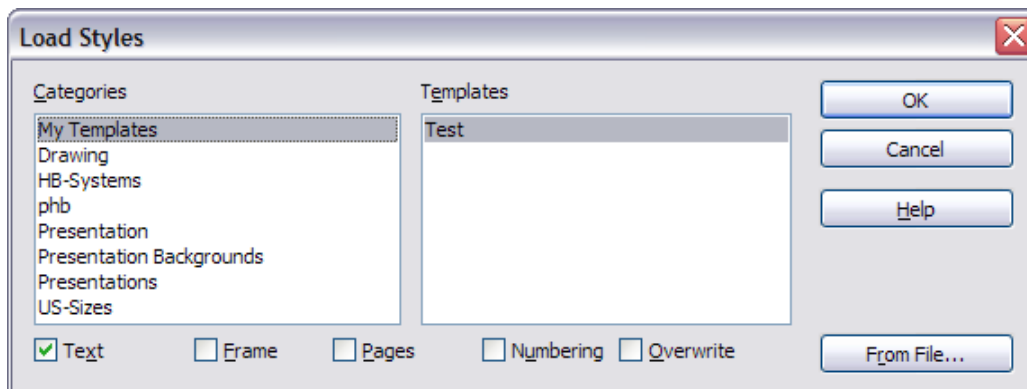 Load Styles
Categories
Templates
My Templates
Drawing
HB-Systems
phb
Presentation
Presentation Backgrounds
Presentations
US-Sizes
Test
OK
Cancel
Help
Text Frame Pages Numbering Overwrite
From File...